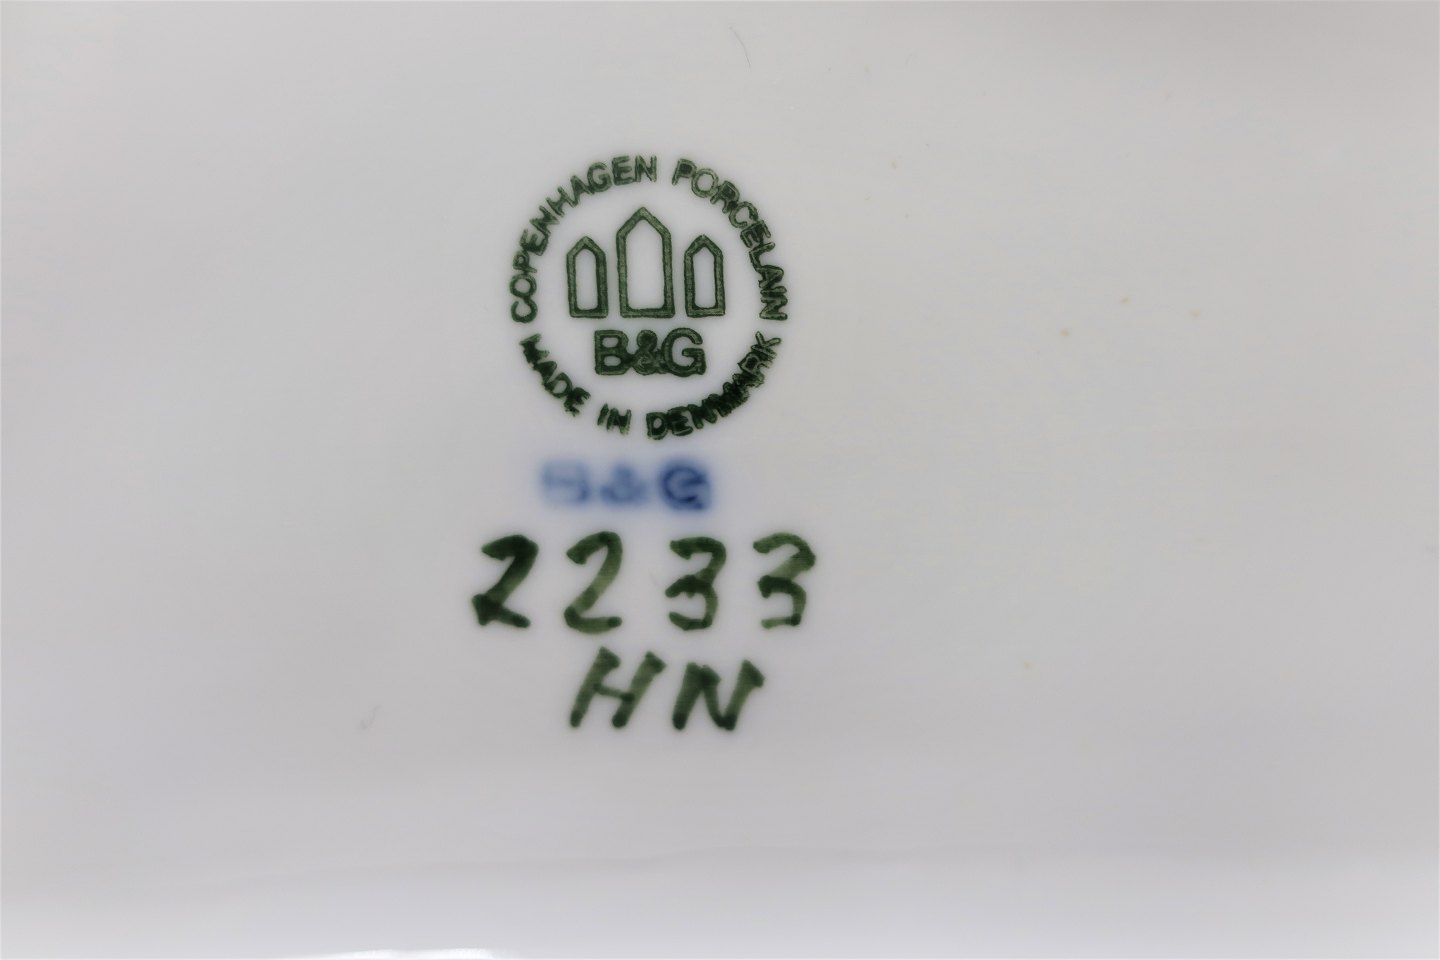 COPENHAGEN PORCELAIN
B&G
MADE IN DENMARK
B&G
2233
HN